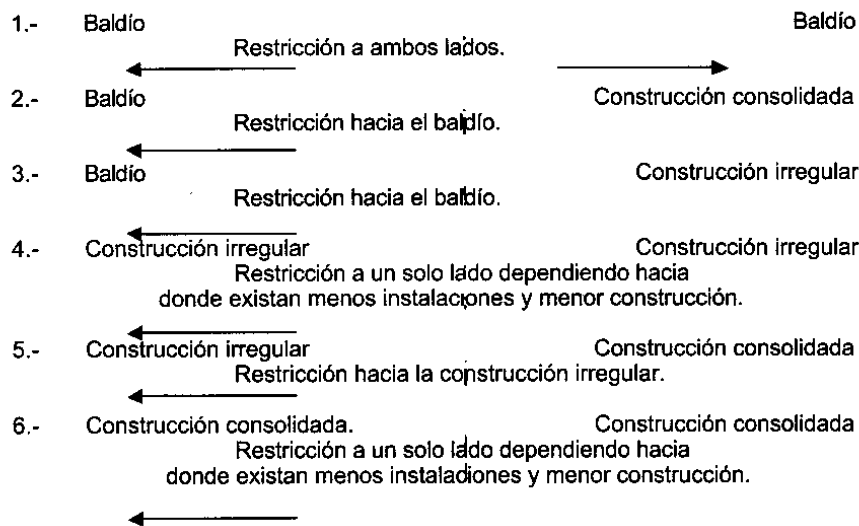 1.- Baldío Baldío
Restricción a ambos lados.
2.- Baldío Construcción consolidada
Restricción hacia el baldío.
3.- Baldío Construcción irregular
Restricción hacia el baldío.
4.- Construcción irregular Construcción irregular
Restricción a un solo lado dependiendo hacia
donde existan menos instalaciones y menor construcción.
5.- Construcción irregular Construcción consolidada
Restricción hacia la construcción irregular.
6.- Construcción consolidada. Construcción consolidada
Restricción a un solo lado dependiendo hacia
donde existan menos instalaciones y menor construcción.